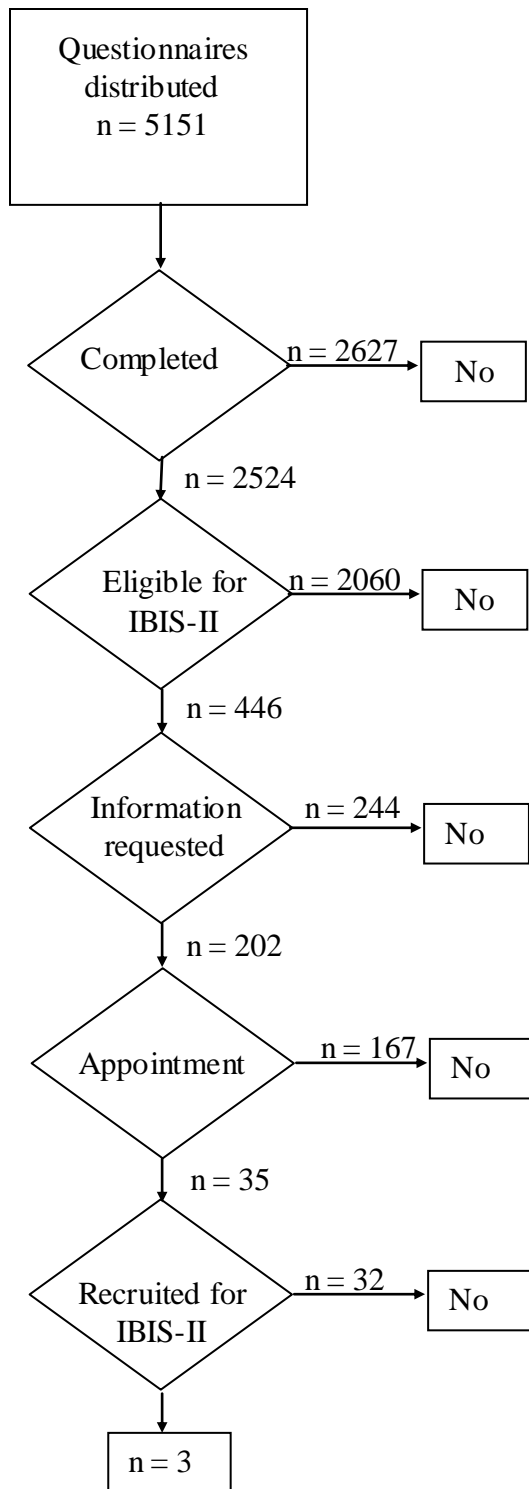 Questionnaires
distributed
n = 5151
Completed
n = 2627
No
n = 2524
Eligible for
IBIS-II
n = 2060
No
n = 446
Information
requested
n = 244
No
n = 202
Appointment
n = 167
No
n = 35
Recruited for
IBIS-II
n = 32
No
n = 3